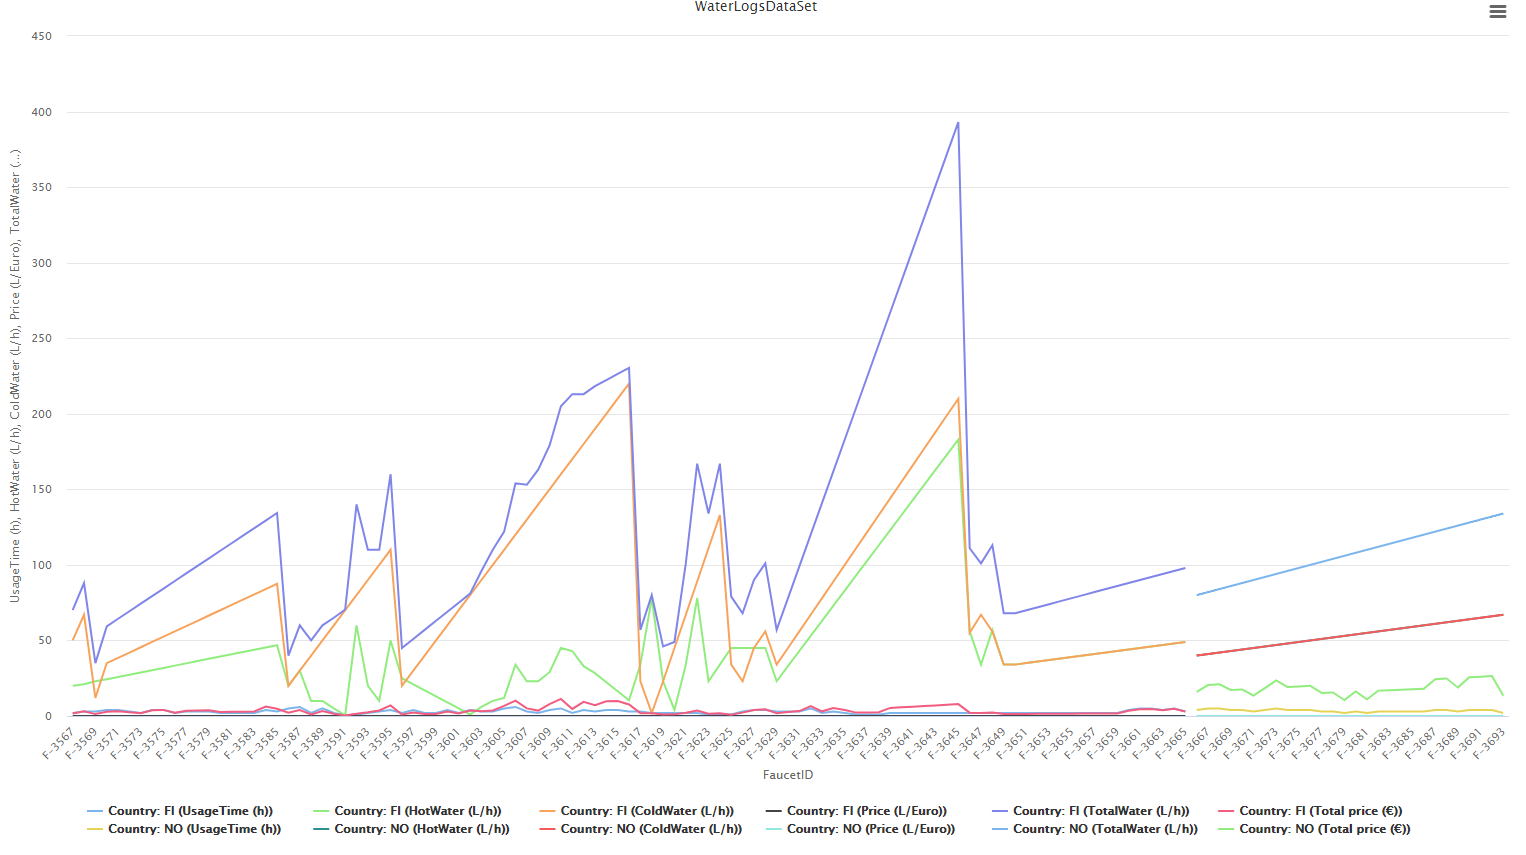 WaterLogsDataSet
UsageTime (h), HotWater (L/h), ColdWater (L/h), Price (L/Euro), TotalWater (...)
450
400
350
300
250
200
150
100
50
0
F-3567 F-3569 F-3571 F-3573 F-3575 F-3577 F-3579 F-3581 F-3583 F-3585 F-3587 F-3589 F-3591 F-3593 F-3595 F-3597 F-3599 F-3601 F-3603 F-3605 F-3607 F-3609 F-3611 F-3613 F-3615 F-3617 F-3619 F-3621 F-3623 F-3625 F-3627 F-3629 F-3631 F-3633 F-3635 F-3637 F-3639 F-3641 F-3643 F-3645 F-3647 F-3649 F-3651 F-3653 F-3655 F-3657 F-3659 F-3661 F-3663 F-3665 F-3667 F-3669 F-3671 F-3673 F-3675 F-3677 F-3679 F-3681 F-3683 F-3685 F-3687 F-3689 F-3691 F-3693
FaucetID
Country: FI (UsageTime (h)) Country: FI (HotWater (L/h)) Country: FI (ColdWater (L/h)) Country: FI (Price (L/Euro)) Country: FI (TotalWater (L/h)) Country: FI (Total price (€))
Country: NO (UsageTime (h)) Country: NO (HotWater (L/h)) Country: NO (ColdWater (L/h)) Country: NO (Price (L/Euro)) Country: NO (TotalWater (L/h)) Country: NO (Total price (€))